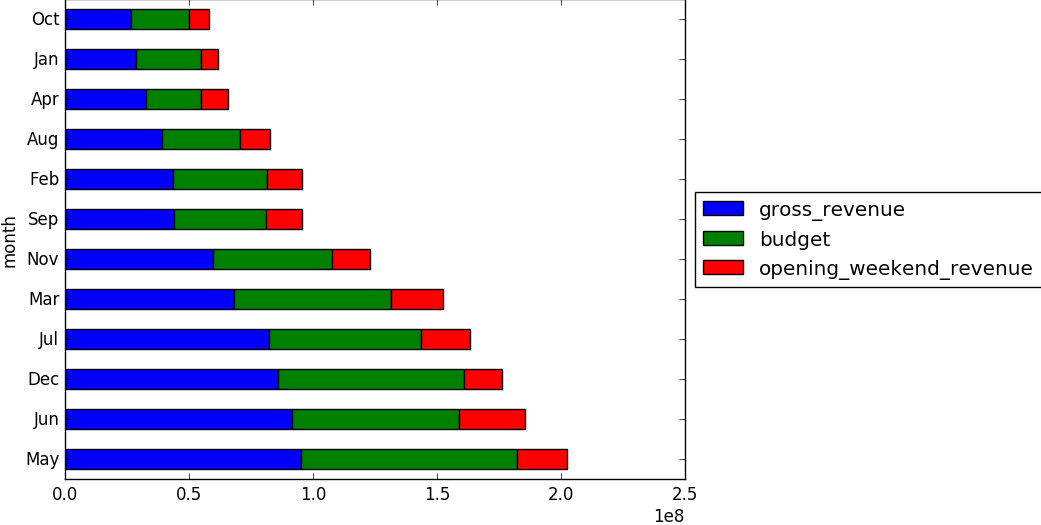 Oct
Jan
Apr
Aug
Feb
Sep
Nov
Mar
Jul
Dec
Jun
May
month
0.0 0.5 1.0 1.5 2.0 2.5
1e8
gross_revenue
budget
opening_weekend_revenue